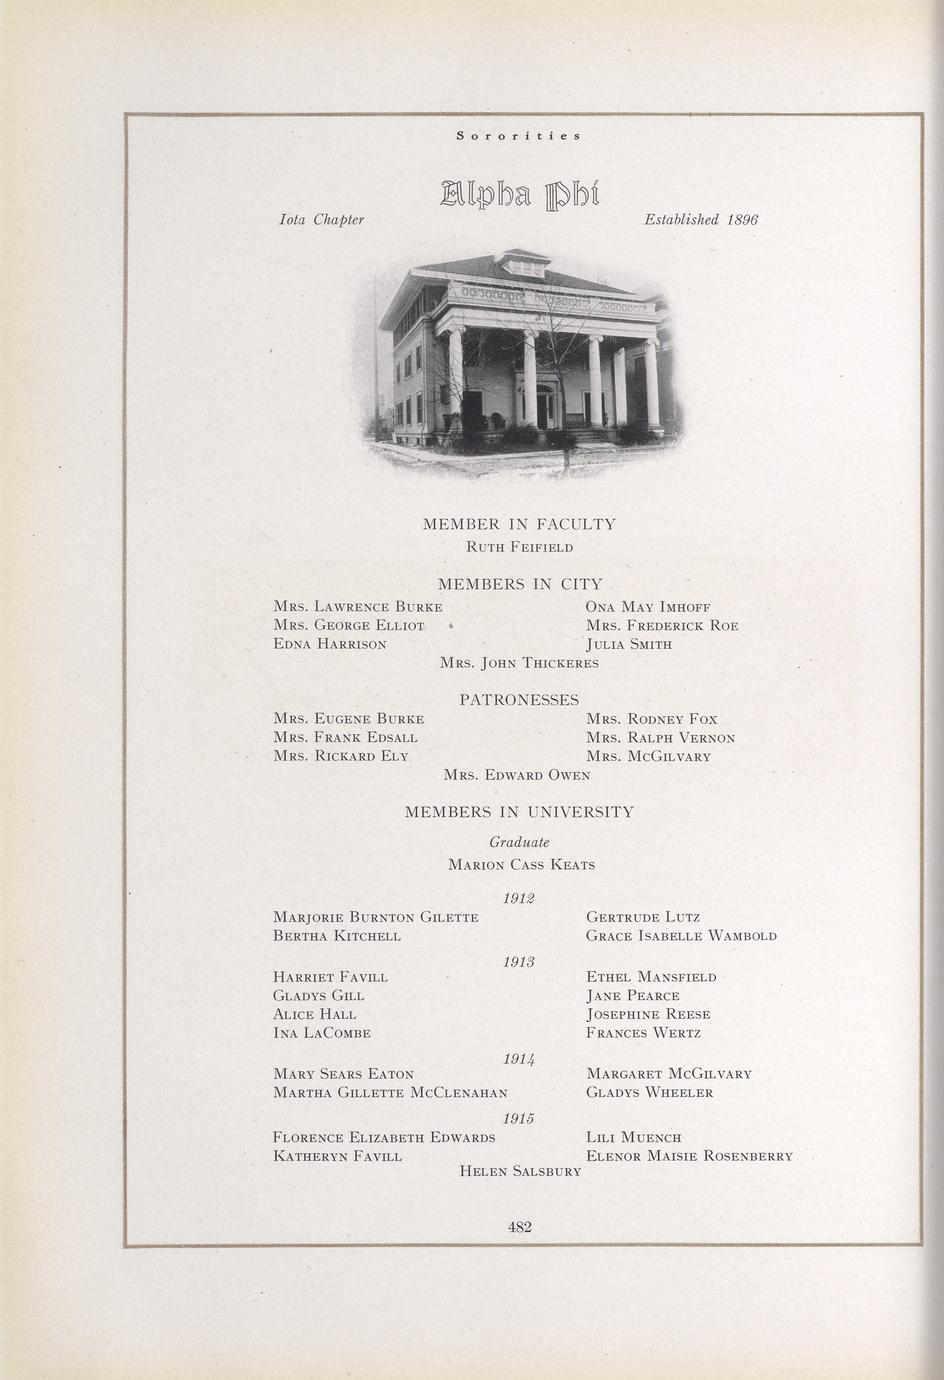 Sororities
Alpha Phi
Iota Chapter Established 1896
MEMBER IN FACULTY
RUTH FEIFIELD
MEMBERS IN CITY
MRS. LAWRENCE BURKE ONA MAY IMHOFF
MRS. GEORGE ELLIOT MRS. FREDERICK ROE
EDNA HARRISON JULIA SMITH
MRS. JOHN THICKERES
PATRONESSES
MRS. EUGENE BURKE MRS. RODNEY FOX
MRS. FRANK EDSALL MRS. RALPH VERNON
MRS. RICKARD ELY MRS. MCGILVARY
MRS. EDWARD OWEN
MEMBERS IN UNIVERSITY
Graduate
MARION CASS KEATS
1912
MARJORIE BURNTON GILETTE GERTRUDE LUTZ
BERTHA KITCHELL GRACE ISABELLE WAMBOLD
1913
HARRIET FAVILL ETHEL MANSFIELD
GLADYS GILL JANE PEARCE
ALICE HALL JOSEPHINE REESE
INA LACOMBE FRANCES WERTZ
1914
MARY SEARS EATON MARGARET MCGILVARY
MARTHA GILLETTE MCCLENAHAN GLADYS WHEELER
1915
FLORENCE ELIZABETH EDWARDS LILI MUENCH
KATHERYN FAVILL ELENOR MAISIE ROSENBERRY
HELEN SALSBURY
482